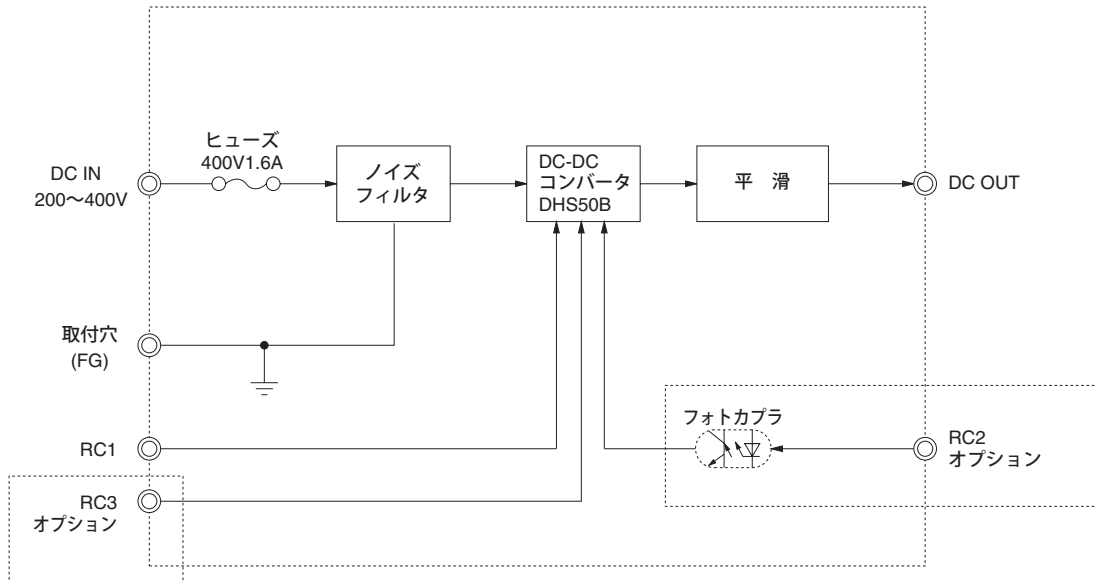 ヒューズ
400V1.6A
DC IN
200～400V
ノイズ
フィルタ
DC-DC
コンバータ
DHS50B
平　滑
DC OUT
取付穴
(FG)
フォトカプラ
RC1
RC2
オプション
RC3
オプション